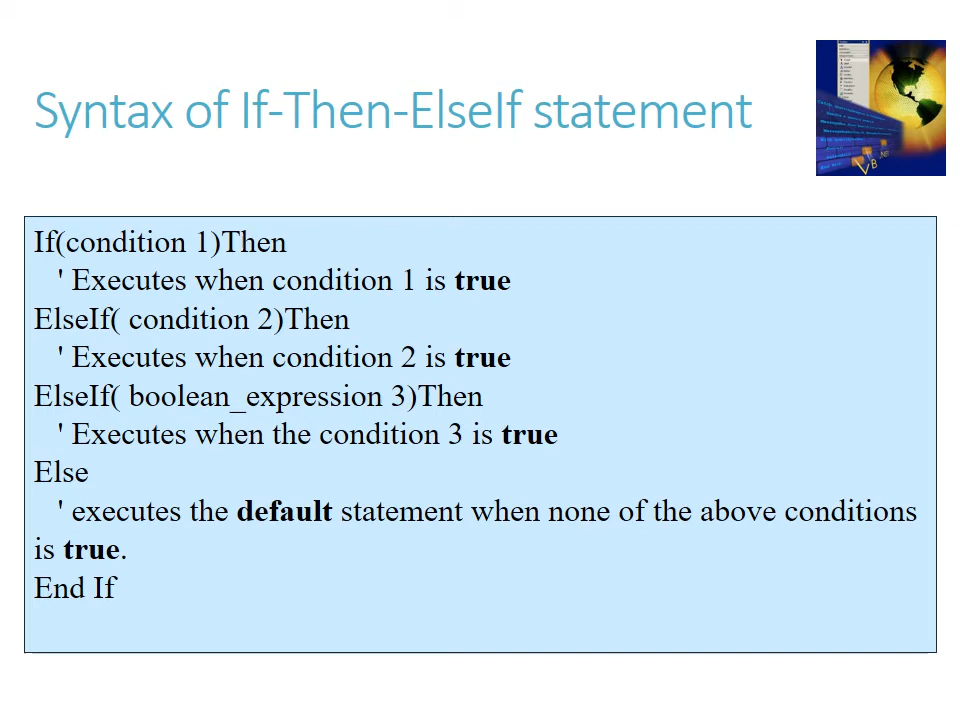 Syntax of If-Then-ElseIf statement
If(condition 1)Then
' Executes when condition 1 is true
ElseIf( condition 2)Then
' Executes when condition 2 is true
ElseIf( boolean_expression 3)Then
' Executes when the condition 3 is true
Else
' executes the default statement when none of the above conditions
is true.
End If
VB
.NET